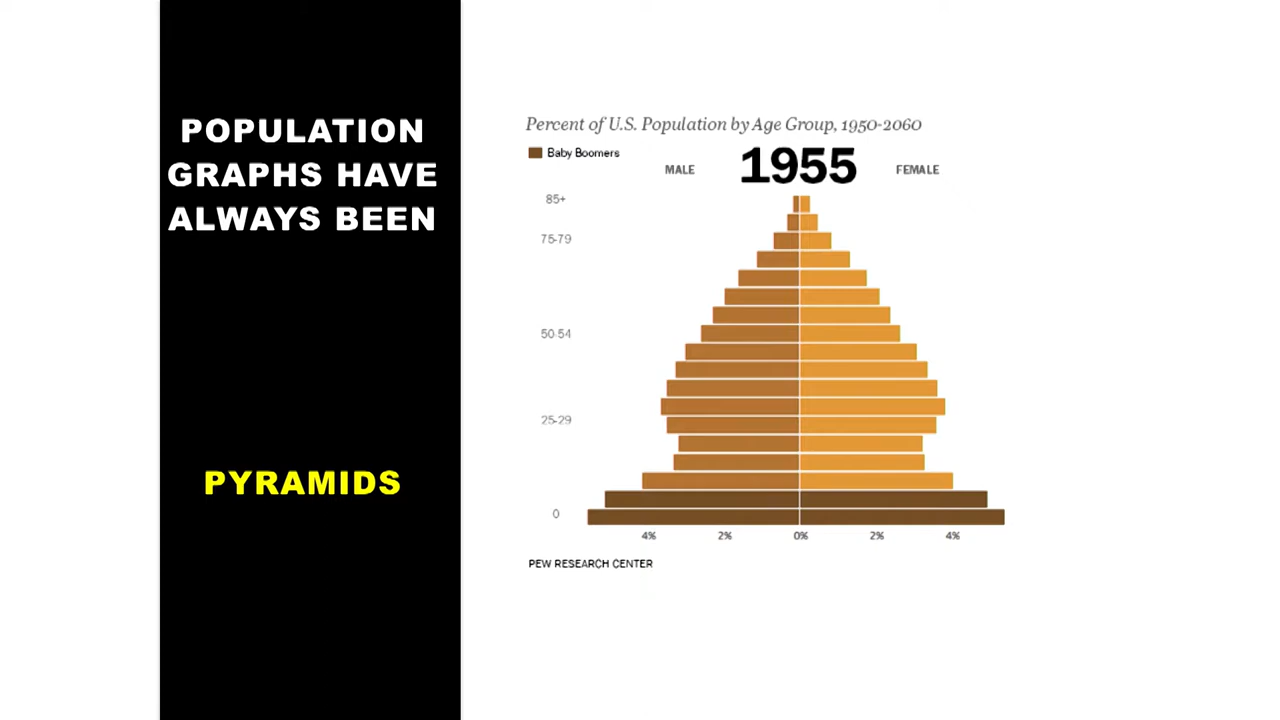 POPULATION
GRAPHS HAVE
ALWAYS BEEN
PYRAMIDS
Percent of U.S. Population by Age Group, 1950-2060
Baby Boomers
MALE
1955
FEMALE
85+
75-79
50-54
25-29
0
4% 2% 0% 2% 4%
PEW RESEARCH CENTER